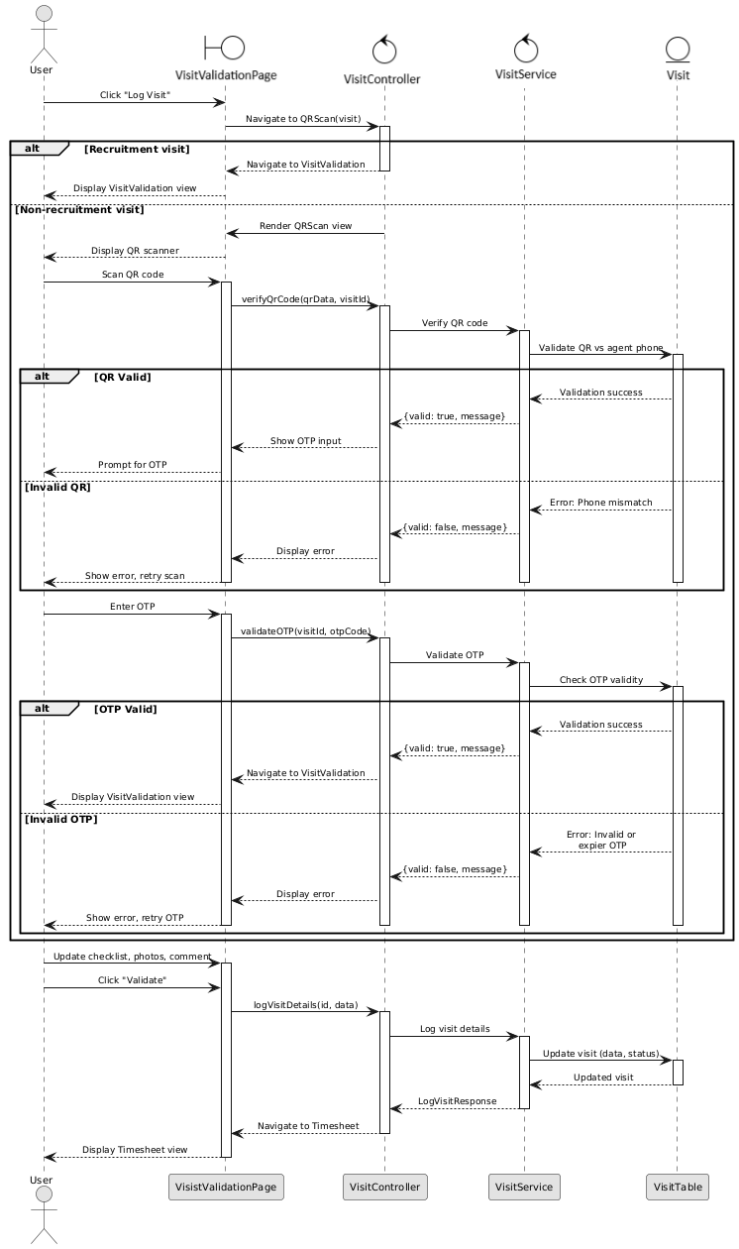 User
VisitValidationPage
VisitController
VisitService
Visit
Click "Log Visit"
Navigate to QRScan(visit)
alt
[Recruitment visit]
Navigate to VisitValidation
Display VisitValidation view
[Non-recruitment visit]
Render QRScan view
Display QR scanner
Scan QR code
verifyQrCode(qrData, visitId)
Verify QR code
Validate QR vs agent phone
alt
[QR Valid]
Validation success
{valid: true, message}
Show OTP input
Prompt for OTP
[Invalid QR]
Error: Phone mismatch
{valid: false, message}
Display error
Show error, retry scan
Enter OTP
validateOTP(visitId, otpCode)
Validate OTP
Check OTP validity
alt
[OTP Valid]
Validation success
{valid: true, message}
Navigate to VisitValidation
Display VisitValidation view
[Invalid OTP]
Error: Invalid or
expier OTP
{valid: false, message}
Display error
Show error, retry OTP
Update checklist, photos, comment
Click "Validate"
logVisitDetails(id, data)
Log visit details
Update visit (data, status)
Updated visit
LogVisitResponse
Navigate to Timesheet
Display Timesheet view
User
VisistValidationPage
VisitController
VisitService
VisitTable